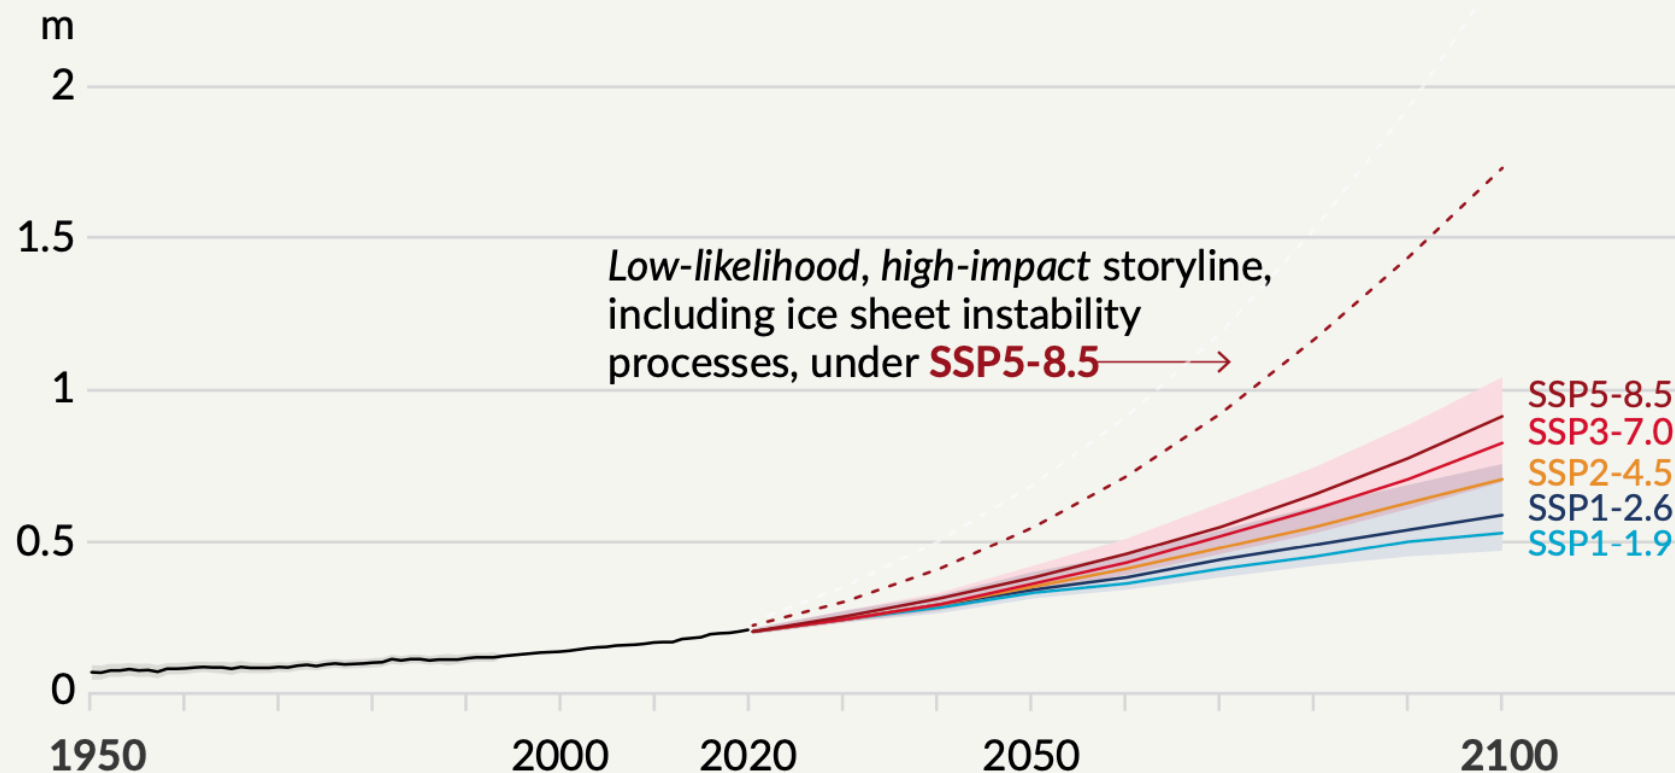 m
2
1.5
Low-likelihood, high-impact storyline,
including ice sheet instability
processes, under SSP5-8.5
1
SSP5-8.5
SSP3-7.0
SSP2-4.5
SSP1-2.6
0.5
SSP1-1.9
0
1950
2000
2020
2050
2100